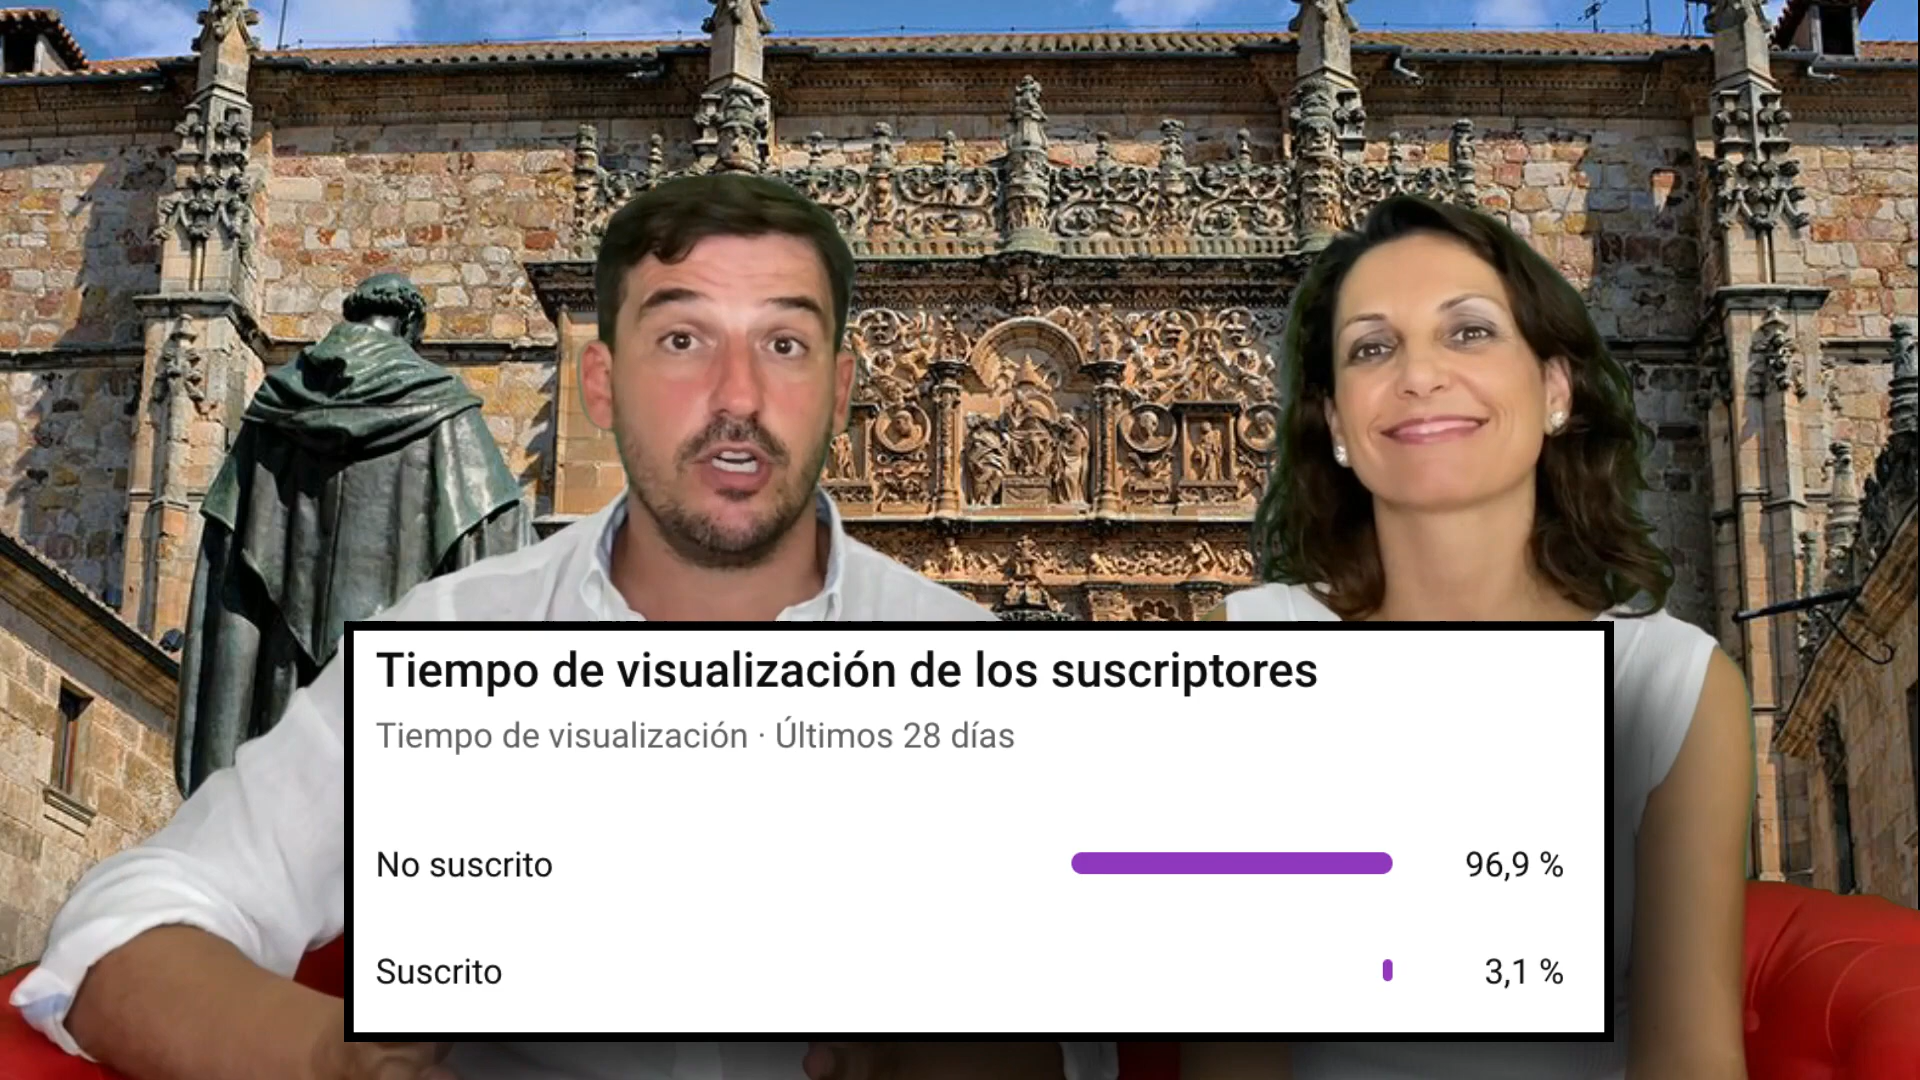 Tiempo de visualización de los suscriptores
Tiempo de visualización · Últimos 28 días
No suscrito 96,9 %
Suscrito 3,1 %